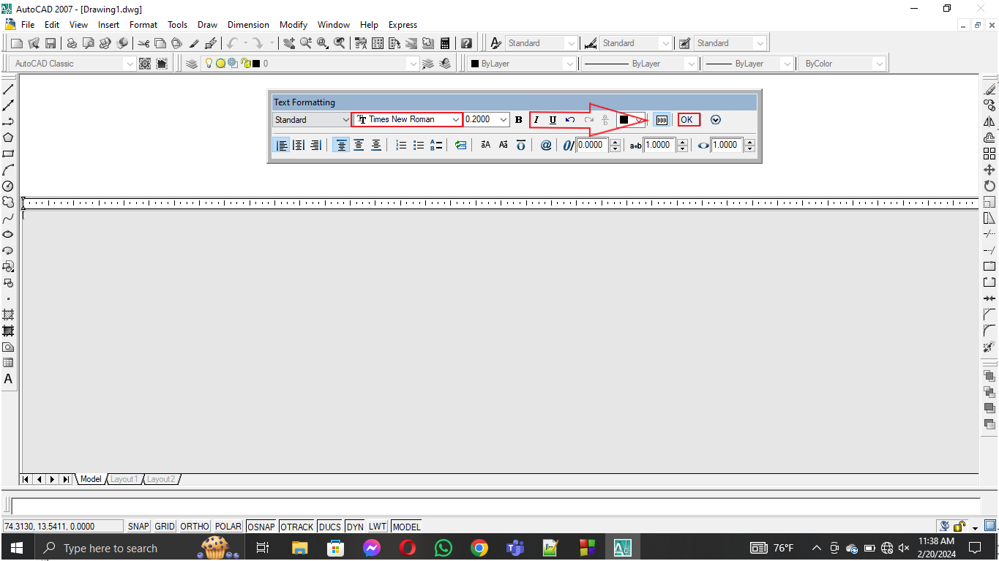 AutoCAD 2007 - [Drawing1.dwg]
File Edit View Insert Format Tools Draw Dimension Modify Window Help Express
Standard Standard Standard
AutoCAD Classic 0 ByLayer ByLayer ByLayer ByColor
Text Formatting
Standard Times New Roman 0.2000 B I U OK
@ 0/ 0.0000 a•b 1.0000 1.0000
A
Model Layout1 Layout2
74.3130, 13.5411, 0.0000 SNAP GRID ORTHO POLAR OSNAP OTRACK DUCS DYN LWT MODEL
Type here to search 76°F 11:38 AM
2/20/2024